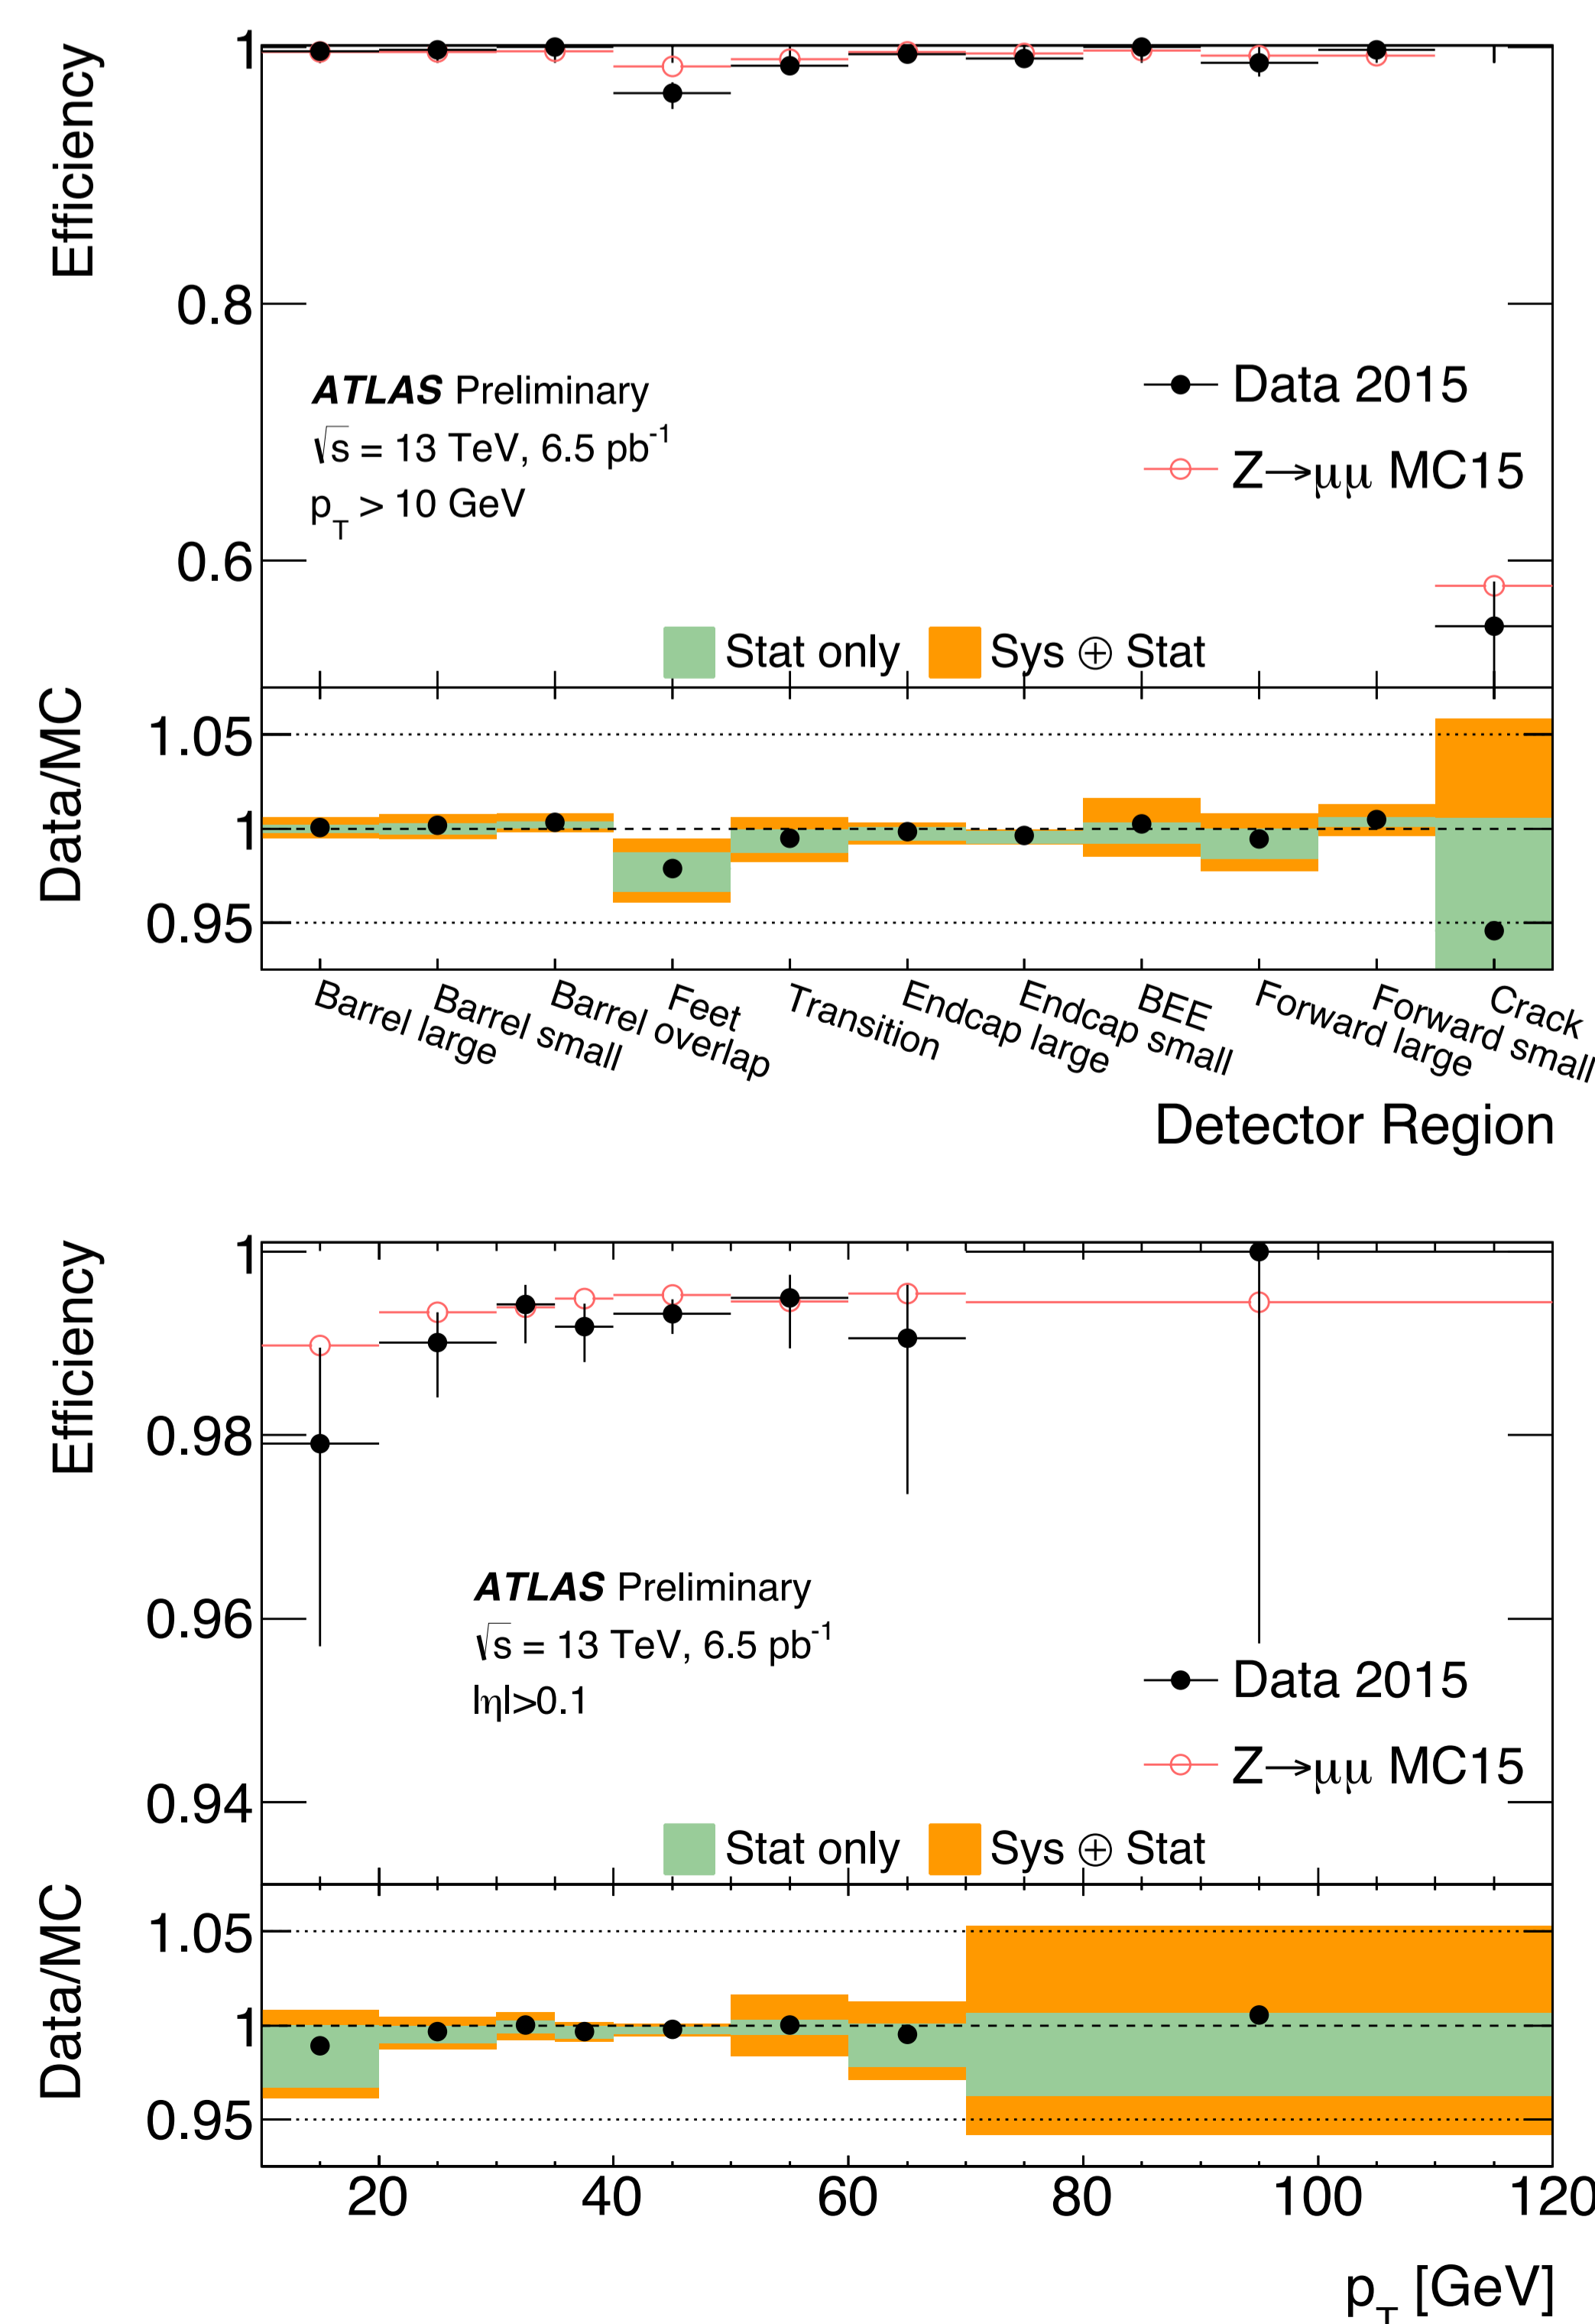 Efficiency
1
0.8
0.6
ATLAS Preliminary
√s = 13 TeV, 6.5 pb⁻¹
p_T > 10 GeV
Data 2015
Z→μμ MC15
Stat only
Sys ⊕ Stat
Data/MC
1.05
1
0.95
Barrel large
Barrel small
Barrel overlap
Feet
Transition
Endcap large
Endcap small
BEE
Forward large
Forward small
Crack
Detector Region
Efficiency
1
0.98
0.96
0.94
ATLAS Preliminary
√s = 13 TeV, 6.5 pb⁻¹
|η|>0.1
Data 2015
Z→μμ MC15
Stat only
Sys ⊕ Stat
Data/MC
1.05
1
0.95
20 40 60 80 100 120
p_T [GeV]